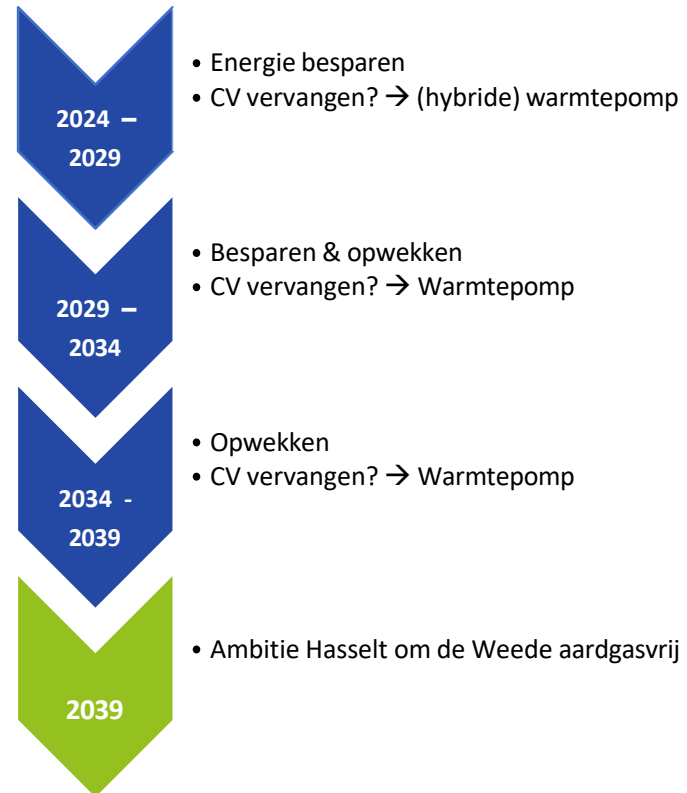 2024 –
2029
• Energie besparen
• CV vervangen? → (hybride) warmtepomp
2029 –
2034
• Besparen & opwekken
• CV vervangen? → Warmtepomp
2034 -
2039
• Opwekken
• CV vervangen? → Warmtepomp
2039
• Ambitie Hasselt om de Weede aardgasvrij